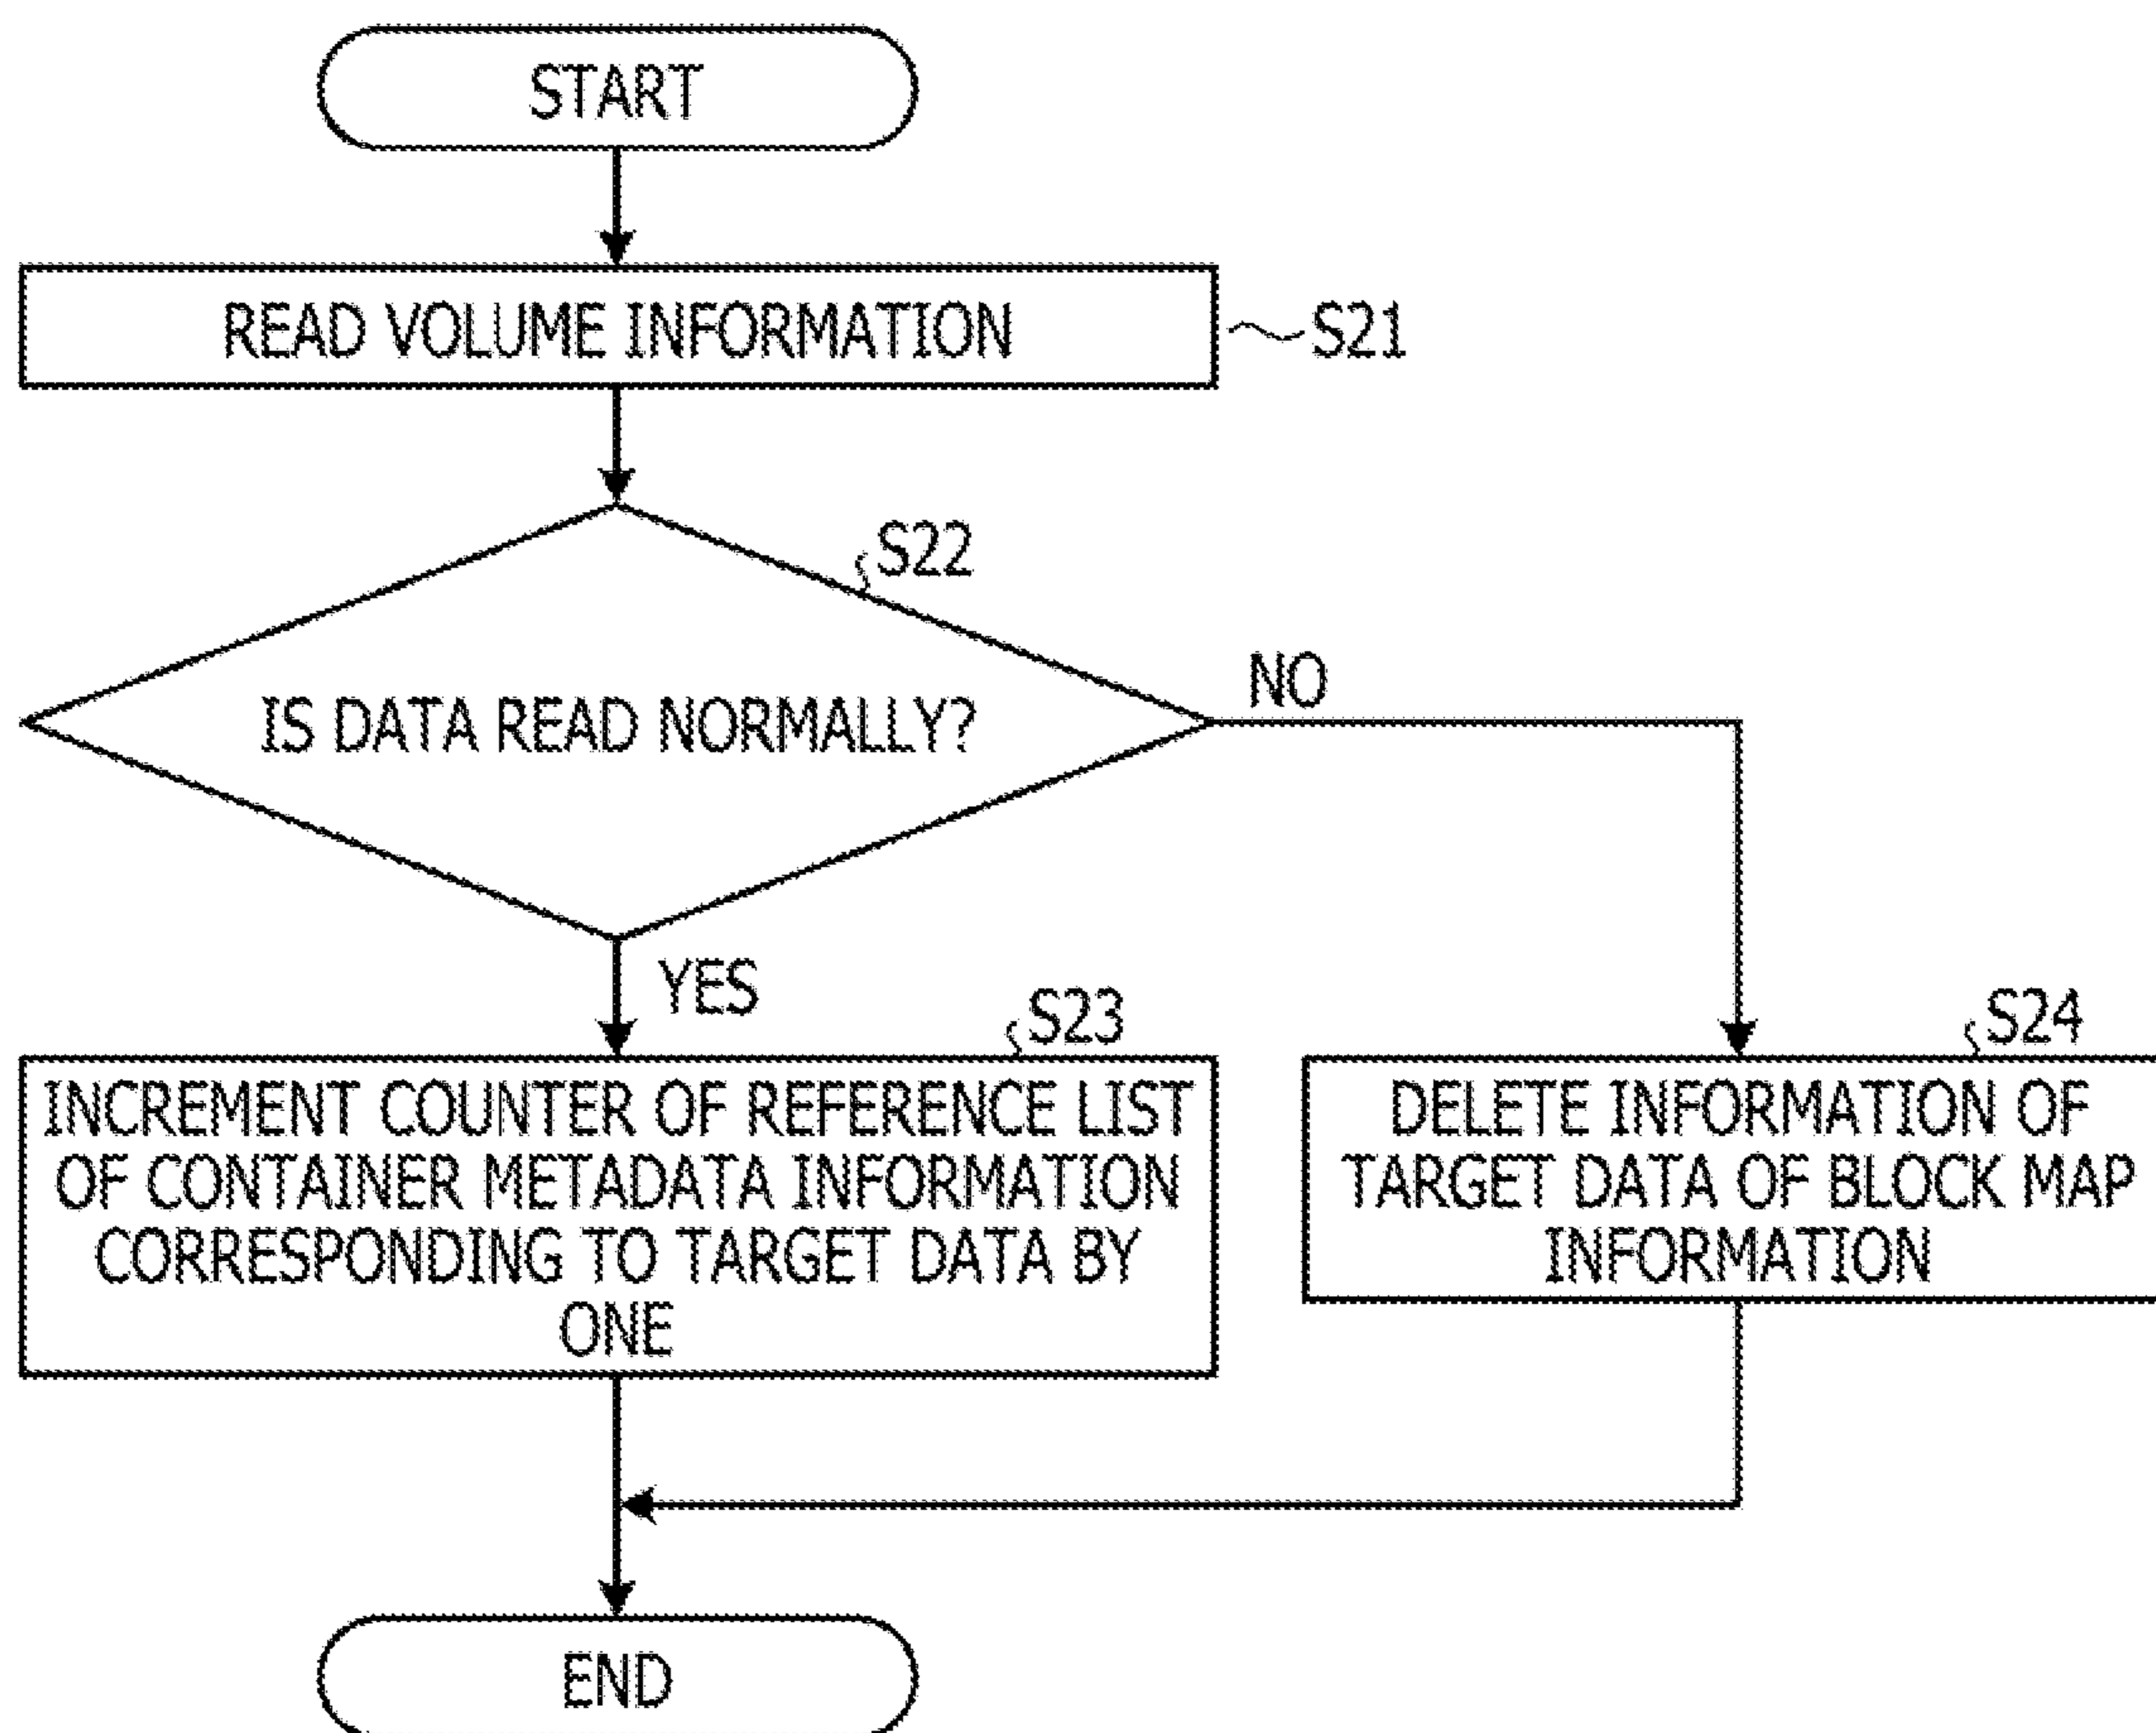 START
READ VOLUME INFORMATION
S21
S22
IS DATA READ NORMALLY?
NO
YES
S23
INCREMENT COUNTER OF REFERENCE LIST
OF CONTAINER METADATA INFORMATION
CORRESPONDING TO TARGET DATA BY
ONE
S24
DELETE INFORMATION OF
TARGET DATA OF BLOCK MAP
INFORMATION
END